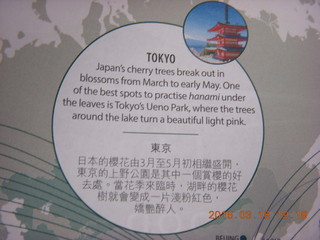 TOKYO
Japan's cherry trees break out in
blossoms from March to early May. One
of the best spots to practise hanami under
the leaves is Tokyo's Ueno Park, where the trees
around the lake turn a beautiful light pink.
東京
日本的櫻花由3月至5月初相繼盛開，
東京的上野公園是其中一個賞櫻的好
去處。當花季來臨時，湖畔的櫻花
樹就會變成一片淺粉紅色，
嬌艷醉人。
BEIJING